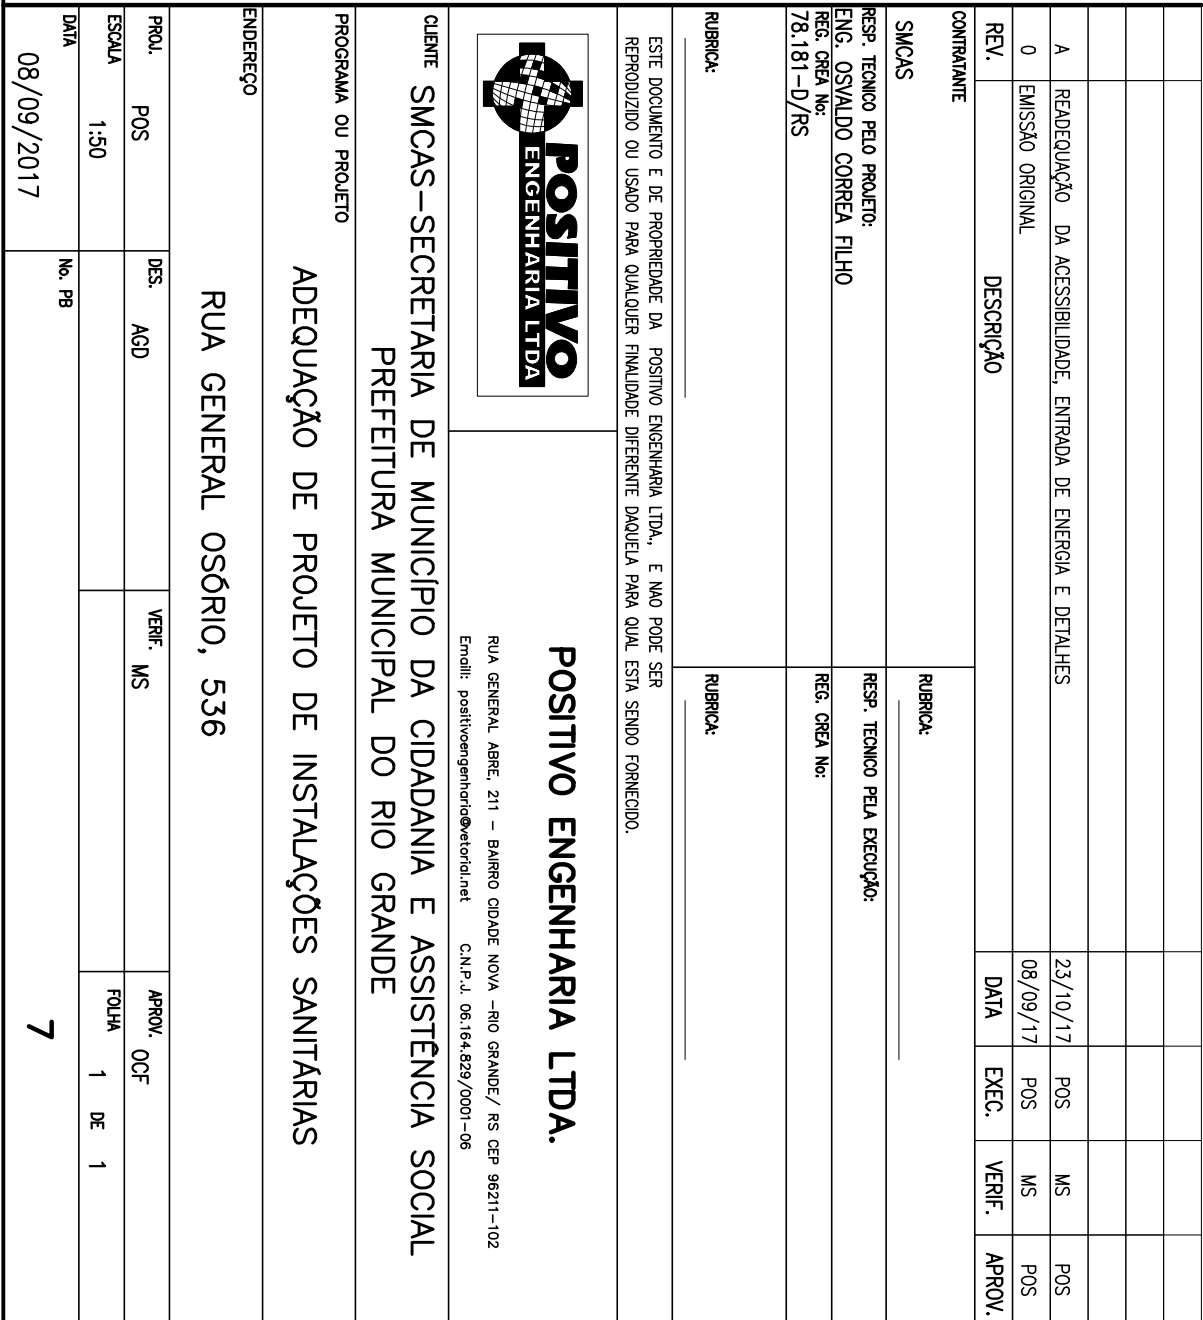 A READEQUAÇÃO DA ACESSIBILIDADE, ENTRADA DE ENERGIA E DETALHES 23/10/17 POS MS POS
0 EMISSÃO ORIGINAL 08/09/17 POS MS POS
REV. DESCRIÇÃO DATA EXEC. VERIF. APROV.
CONTRATANTE
SMCAS
RUBRICA:
RESP. TECNICO PELO PROJETO:
ENG. OSVALDO CORREA FILHO
RESP. TECNICO PELA EXECUÇÃO:
REG. CREA No:
78.181-D/RS
REG. CREA No:
RUBRICA:
RUBRICA:
ESTE DOCUMENTO E DE PROPRIEDADE DA POSITIVO ENGENHARIA LTDA., E NAO PODE SER
REPRODUZIDO OU USADO PARA QUALQUER FINALIDADE DIFERENTE DAQUELA PARA QUAL ESTA SENDO FORNECIDO.
POSITIVO
ENGENHARIA LTDA
POSITIVO ENGENHARIA LTDA.
RUA GENERAL ABRE, 211 - BAIRRO CIDADE NOVA -RIO GRANDE/ RS CEP 96211-102
Emaill: positivoengenharia@vetorial.net C.N.P.J. 06.164.829/0001-06
CLIENTE SMCAS-SECRETARIA DE MUNICÍPIO DA CIDADANIA E ASSISTÊNCIA SOCIAL
PREFEITURA MUNICIPAL DO RIO GRANDE
PROGRAMA OU PROJETO
ADEQUAÇÃO DE PROJETO DE INSTALAÇÕES SANITÁRIAS
ENDEREÇO
RUA GENERAL OSÓRIO, 536
PROJ. POS DES. AGD VERIF. MS APROV. OCF
ESCALA 1:50 FOLHA 1 DE 1
DATA 08/09/2017 No. PB 7